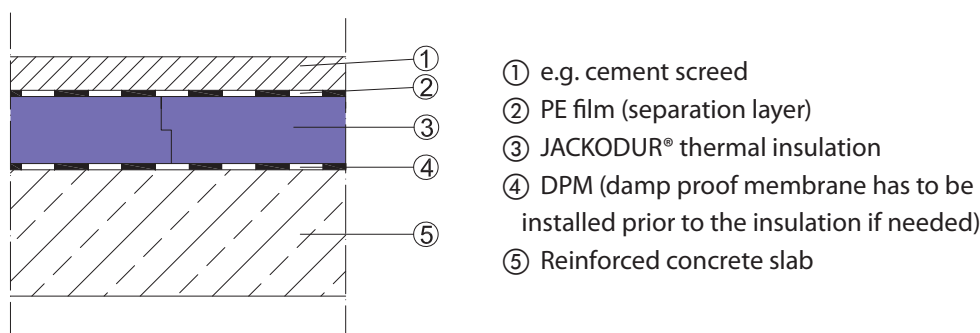 ①
②
③
④
⑤
① e.g. cement screed
② PE film (separation layer)
③ JACKODUR® thermal insulation
④ DPM (damp proof membrane has to be
installed prior to the insulation if needed)
⑤ Reinforced concrete slab